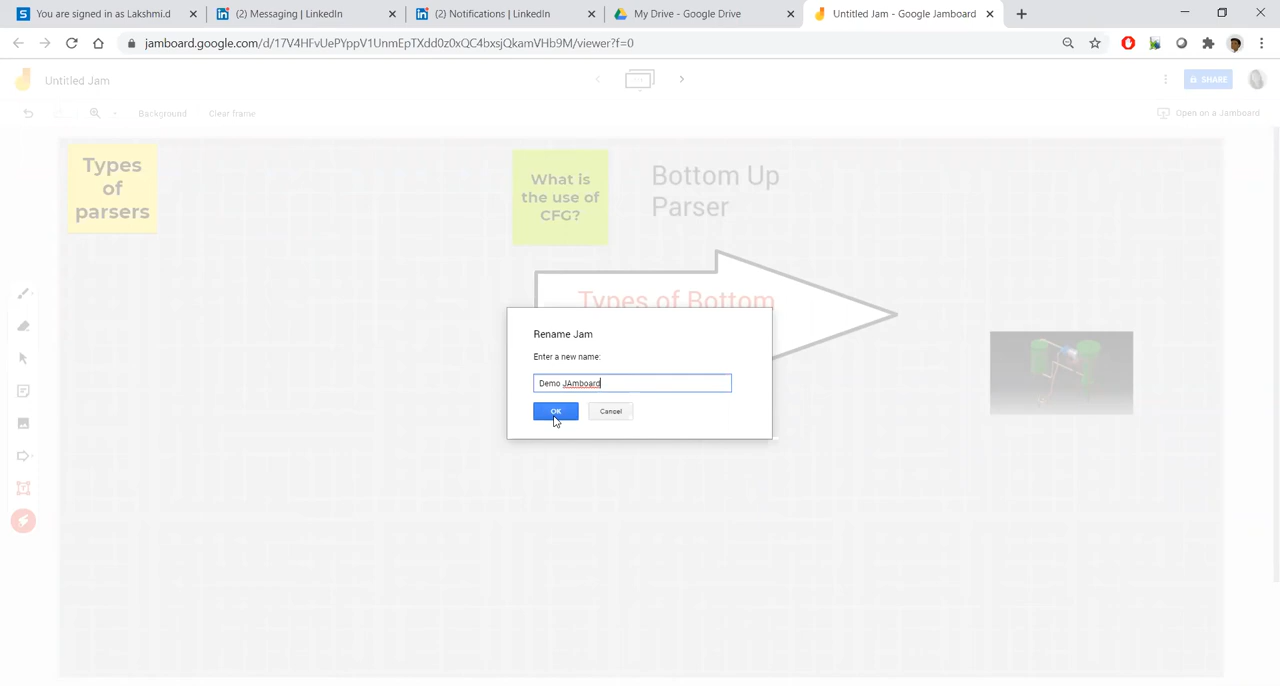 You are signed in as Lakshmi.d
(2) Messaging | LinkedIn
(2) Notifications | LinkedIn
My Drive - Google Drive
Untitled Jam - Google Jamboard
jamboard.google.com/d/17V4HFvUePYppV1UnmEpTXdd0z0xQC4bxsjQkamVHb9M/viewer?f=0
Untitled Jam
SHARE
Background
Clear frame
Open on a Jamboard
Types
of
parsers
What is
the use of
CFG?
Bottom Up
Parser
Types of Bottom
Rename Jam
Enter a new name:
Demo JAmboard
OK
Cancel